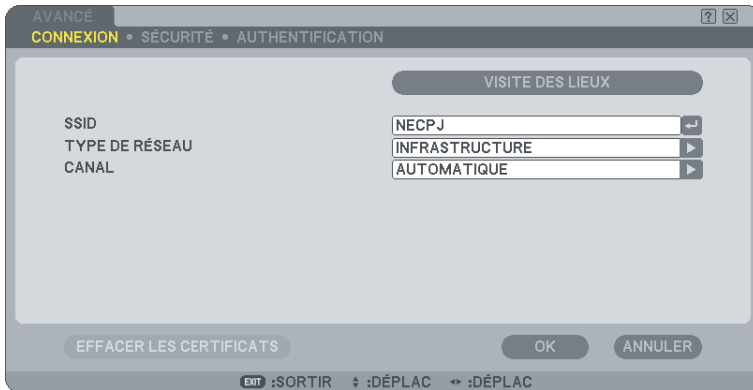 AVANCÉ
?
CONNEXION • SÉCURITÉ • AUTHENTIFICATION
VISITE DES LIEUX
SSID NECPJ
TYPE DE RÉSEAU INFRASTRUCTURE
CANAL AUTOMATIQUE
EFFACER LES CERTIFICATS OK ANNULER
EXIT :SORTIR :DÉPLAC :DÉPLAC